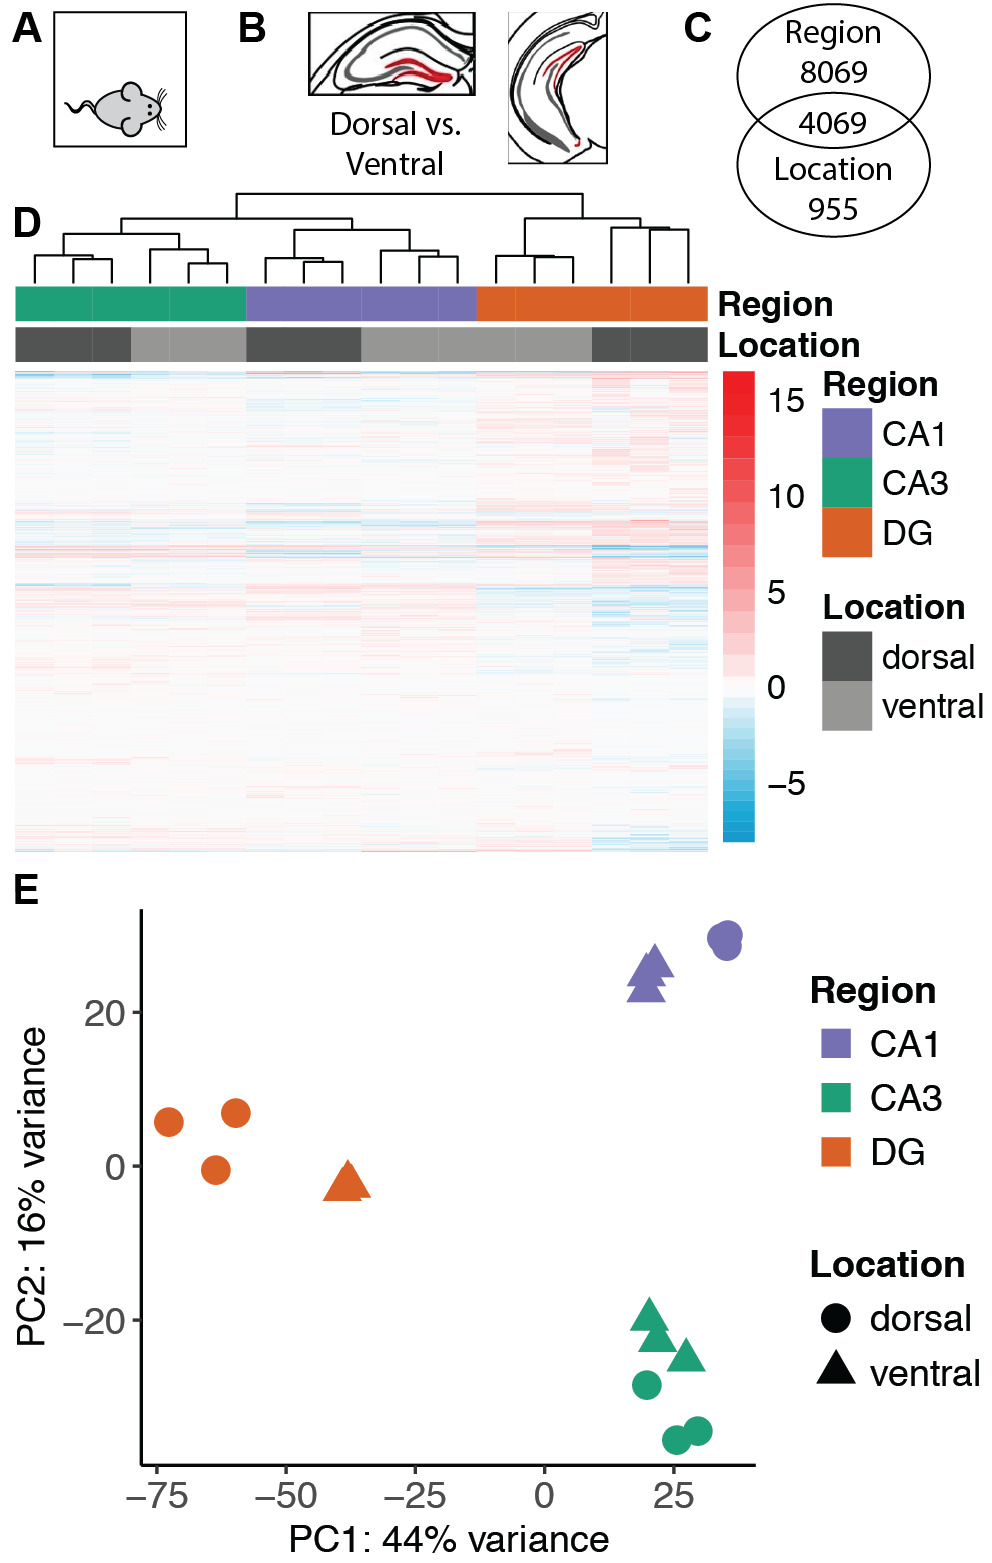 A
B
C
Dorsal vs.
Ventral
Region
8069
4069
Location
955
D
Region
Location
15
10
5
0
−5
Region
CA1
CA3
DG
Location
dorsal
ventral
E
PC2: 16% variance
20
0
−20
−75
−50
−25
0
25
PC1: 44% variance
Region
CA1
CA3
DG
Location
dorsal
ventral